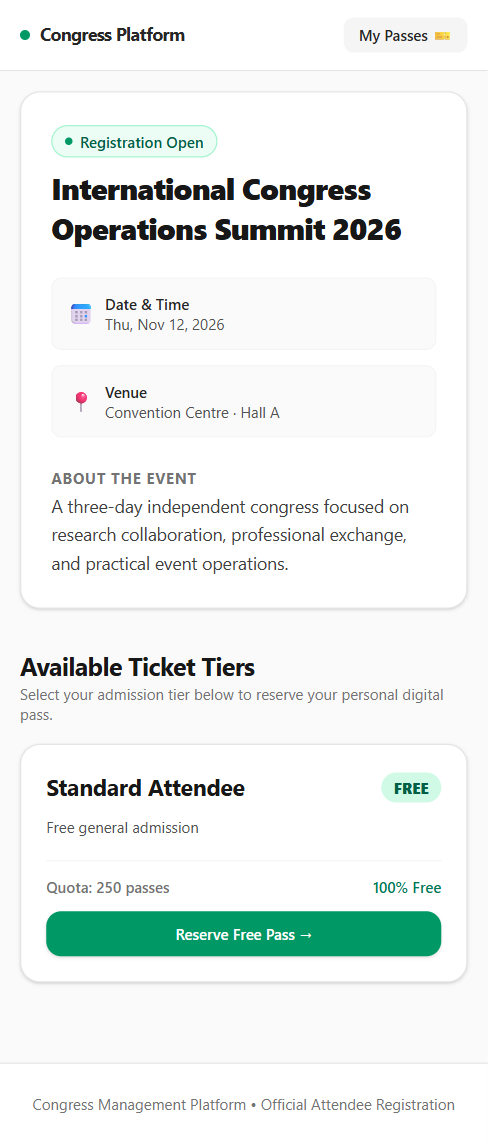 Congress Platform
My Passes 🎫
Registration Open
International Congress
Operations Summit 2026
Date & Time
Thu, Nov 12, 2026
Venue
Convention Centre · Hall A
ABOUT THE EVENT
A three-day independent congress focused on
research collaboration, professional exchange,
and practical event operations.
Available Ticket Tiers
Select your admission tier below to reserve your personal digital
pass.
Standard Attendee
FREE
Free general admission
Quota: 250 passes
100% Free
Reserve Free Pass →
Congress Management Platform • Official Attendee Registration